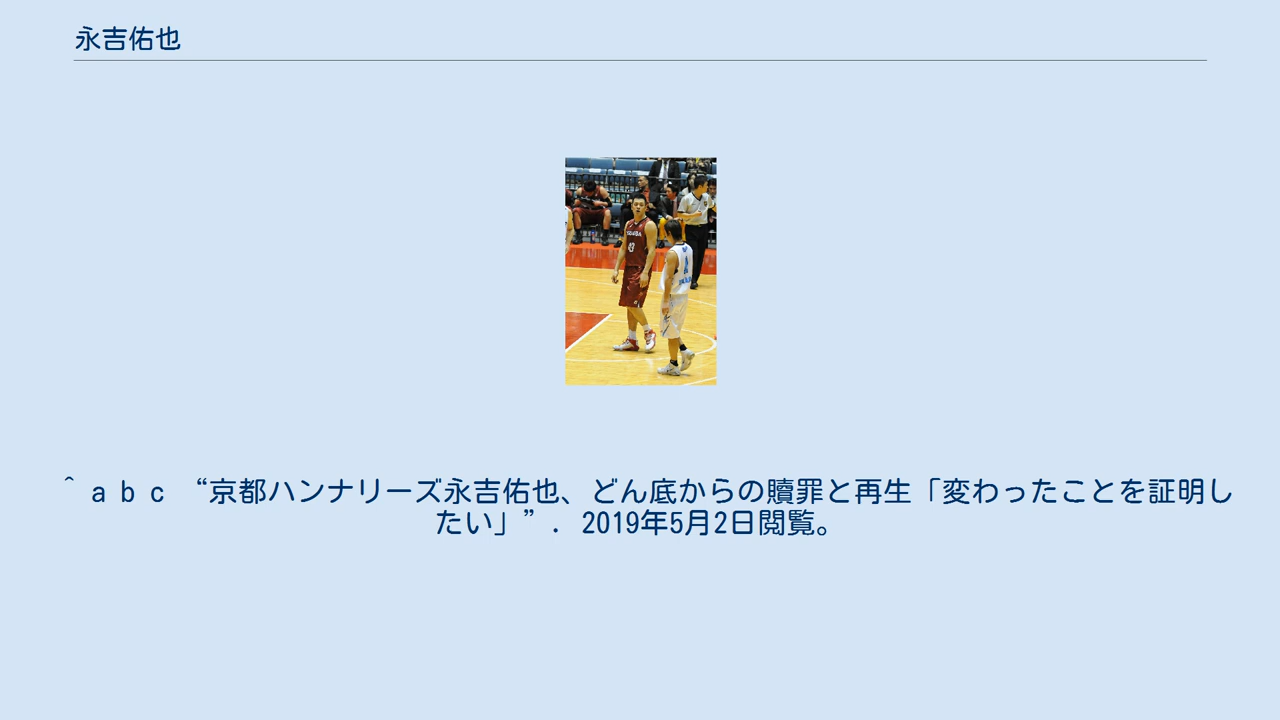 永吉佑也
^ a b c “京都ハンナリーズ永吉佑也、どん底からの贖罪と再生「変わったことを証明し
たい」”. 2019年5月2日閲覧。